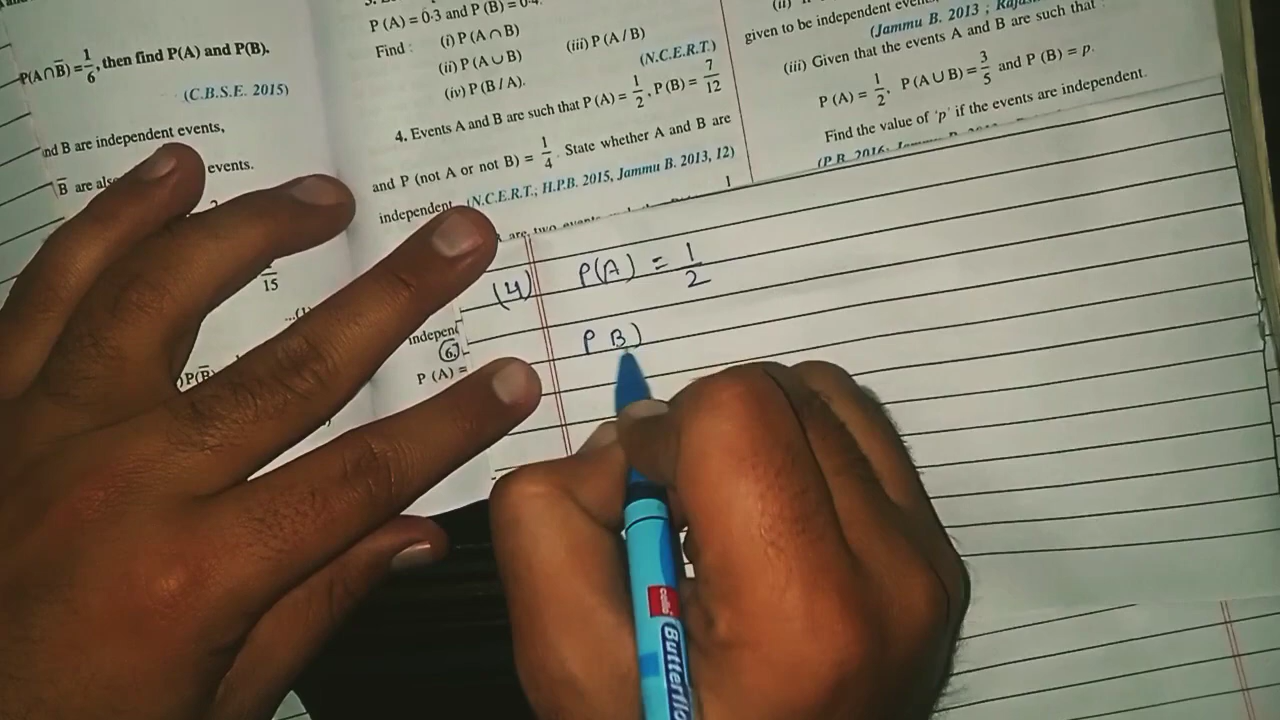 P(A∩B̅) = 1/6, then find P(A) and P(B).
(C.B.S.E. 2015)
nd B are independent events,
B̅ are als
events.
15
)P(B̅)
P (A) = 0·3 and P (B) = 0·4
Find : (i) P (A ∩ B)
(ii) P (A ∪ B) (iii) P (A / B)
(iv) P (B / A). (N.C.E.R.T.)
4. Events A and B are such that P (A) = 1/2, P (B) = 7/12
and P (not A or not B) = 1/4. State whether A and B are
independent. (N.C.E.R.T.; H.P.B. 2015, Jammu B. 2013, 12)
indepen
6.
P (A) =
(ii)
given to be independent
(Jammu B. 2013 ;
(iii) Given that the events A and B are such that
P (A) = 1/2, P (A ∪ B) = 3/5 and P (B) = p.
Find the value of 'p' if the events are independent.
(4) P(A) = 1/2
P B)
cello
Butterflo